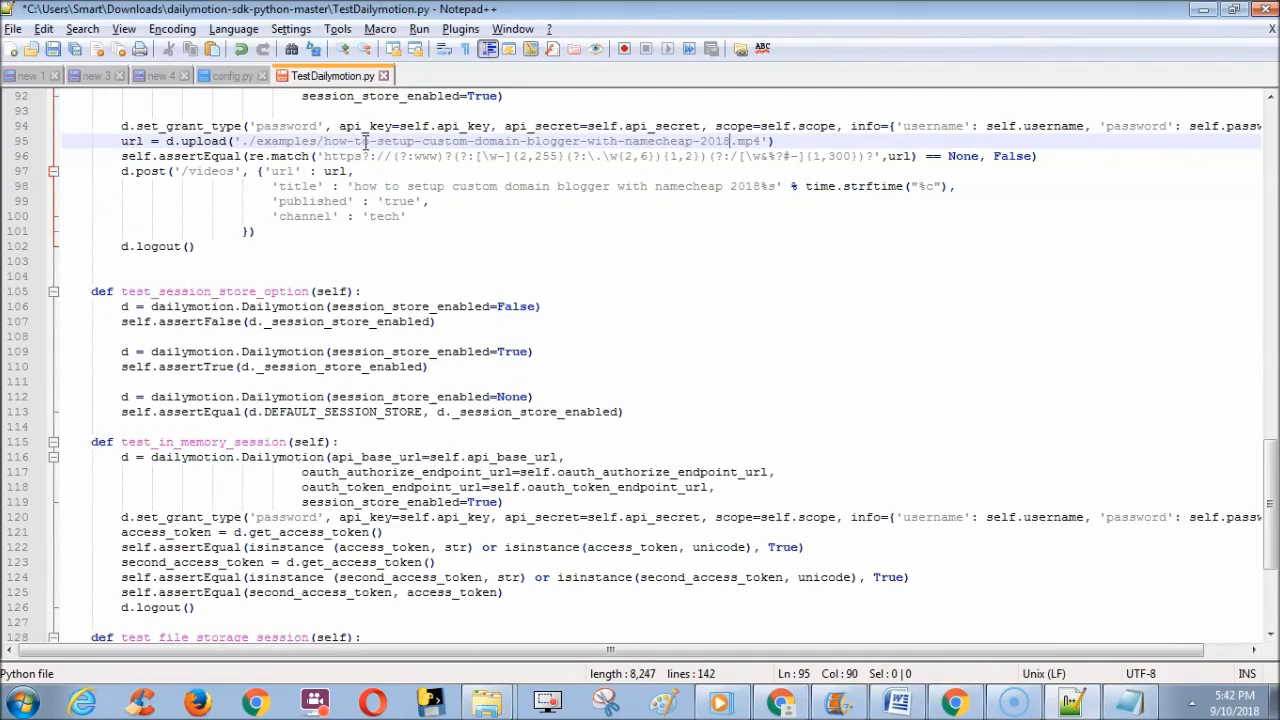 *C:\Users\Smart\Downloads\dailymotion-sdk-python-master\TestDailymotion.py - Notepad++
File Edit Search View Encoding Language Settings Tools Macro Run Plugins Window ? X
new 1 new 3 new 4 config.py TestDailymotion.py
92 session_store_enabled=True)
93
94 d.set_grant_type('password', api_key=self.api_key, api_secret=self.api_secret, scope=self.scope, info={'username': self.username, 'password': self.passw
95 url = d.upload('./examples/how-to-setup-custom-domain-blogger-with-namecheap-2018.mp4')
96 self.assertEqual(re.match('https?://(?:www)?(?:[\w-]{2,255}(?:\.\w{2,6}){1,2})(?:/[\w&%?#-]{1,300})?',url) == None, False)
97 d.post('/videos', {'url' : url,
98 'title' : 'how to setup custom domain blogger with namecheap 2018%s' % time.strftime("%c"),
99 'published' : 'true',
100 'channel' : 'tech'
101 })
102 d.logout()
103
104
105 def test_session_store_option(self):
106 d = dailymotion.Dailymotion(session_store_enabled=False)
107 self.assertFalse(d._session_store_enabled)
108
109 d = dailymotion.Dailymotion(session_store_enabled=True)
110 self.assertTrue(d._session_store_enabled)
111
112 d = dailymotion.Dailymotion(session_store_enabled=None)
113 self.assertEqual(d.DEFAULT_SESSION_STORE, d._session_store_enabled)
114
115 def test_in_memory_session(self):
116 d = dailymotion.Dailymotion(api_base_url=self.api_base_url,
117 oauth_authorize_endpoint_url=self.oauth_authorize_endpoint_url,
118 oauth_token_endpoint_url=self.oauth_token_endpoint_url,
119 session_store_enabled=True)
120 d.set_grant_type('password', api_key=self.api_key, api_secret=self.api_secret, scope=self.scope, info={'username': self.username, 'password': self.passw
121 access_token = d.get_access_token()
122 self.assertEqual(isinstance (access_token, str) or isinstance(access_token, unicode), True)
123 second_access_token = d.get_access_token()
124 self.assertEqual(isinstance (second_access_token, str) or isinstance(second_access_token, unicode), True)
125 self.assertEqual(second_access_token, access_token)
126 d.logout()
127
128 def test_file_storage_session(self):
Python file length : 8,247 lines : 142 Ln : 95 Col : 90 Sel : 0 | 0 Unix (LF) UTF-8 INS
5:42 PM
9/10/2018